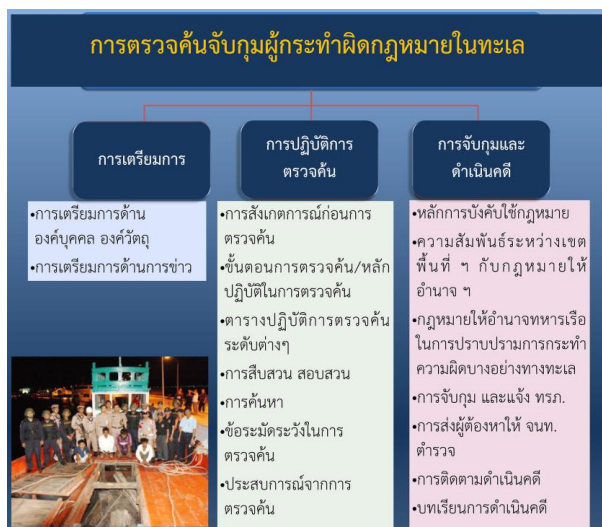 การตรวจค้นจับกุมผู้กระทำผิดกฎหมายในทะเล
การเตรียมการ
•การเตรียมการด้าน
องค์บุคคล องค์วัตถุ
•การเตรียมการด้านการข่าว
การปฏิบัติการ
ตรวจค้น
•การสังเกตการณ์ก่อนการ
ตรวจค้น
•ขั้นตอนการตรวจค้น/หลัก
ปฏิบัติในการตรวจค้น
•ตารางปฏิบัติการตรวจค้น
ระดับต่างๆ
•การสืบสวน สอบสวน
•การค้นหา
•ข้อระมัดระวังในการ
ตรวจค้น
•ประสบการณ์จากการ
ตรวจค้น
การจับกุมและ
ดำเนินคดี
•หลักการบังคับใช้กฎหมาย
•ความสัมพันธ์ระหว่างเขต
พื้นที่ ฯ กับกฎหมายให้
อำนาจ ฯ
•กฎหมายให้อำนาจทหารเรือ
ในการปราบปรามการกระทำ
ความผิดบางอย่างทางทะเล
•การจับกุม และแจ้ง ทรภ.
•การส่งผู้ต้องหาให้ จนท.
ตำรวจ
•การติดตามดำเนินคดี
•บทเรียนการดำเนินคดี